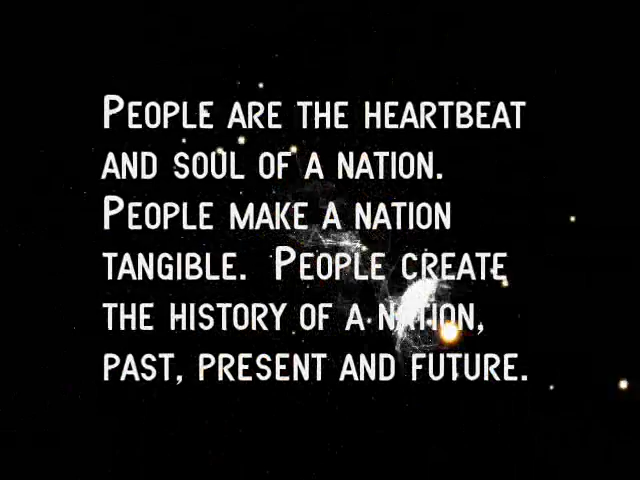 People are the heartbeat
and soul of a nation.
People make a nation
tangible. People create
the history of a nation,
past, present and future.